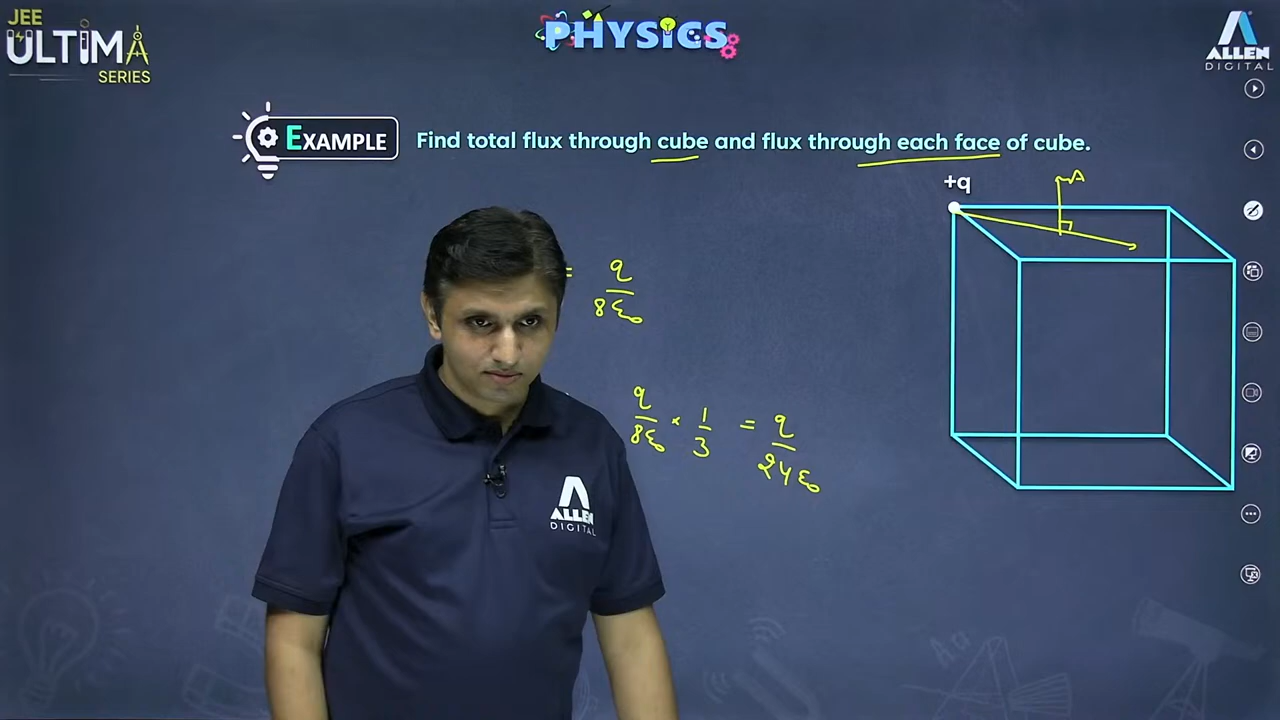 JEE
ULTIMA
SERIES
PHYSICS
ALLEN
DIGITAL
EXAMPLE
Find total flux through cube and flux through each face of cube.
+q
A
= q/8ε₀
q/8ε₀ × 1/3 = q/24ε₀
ALLEN
DIGITAL